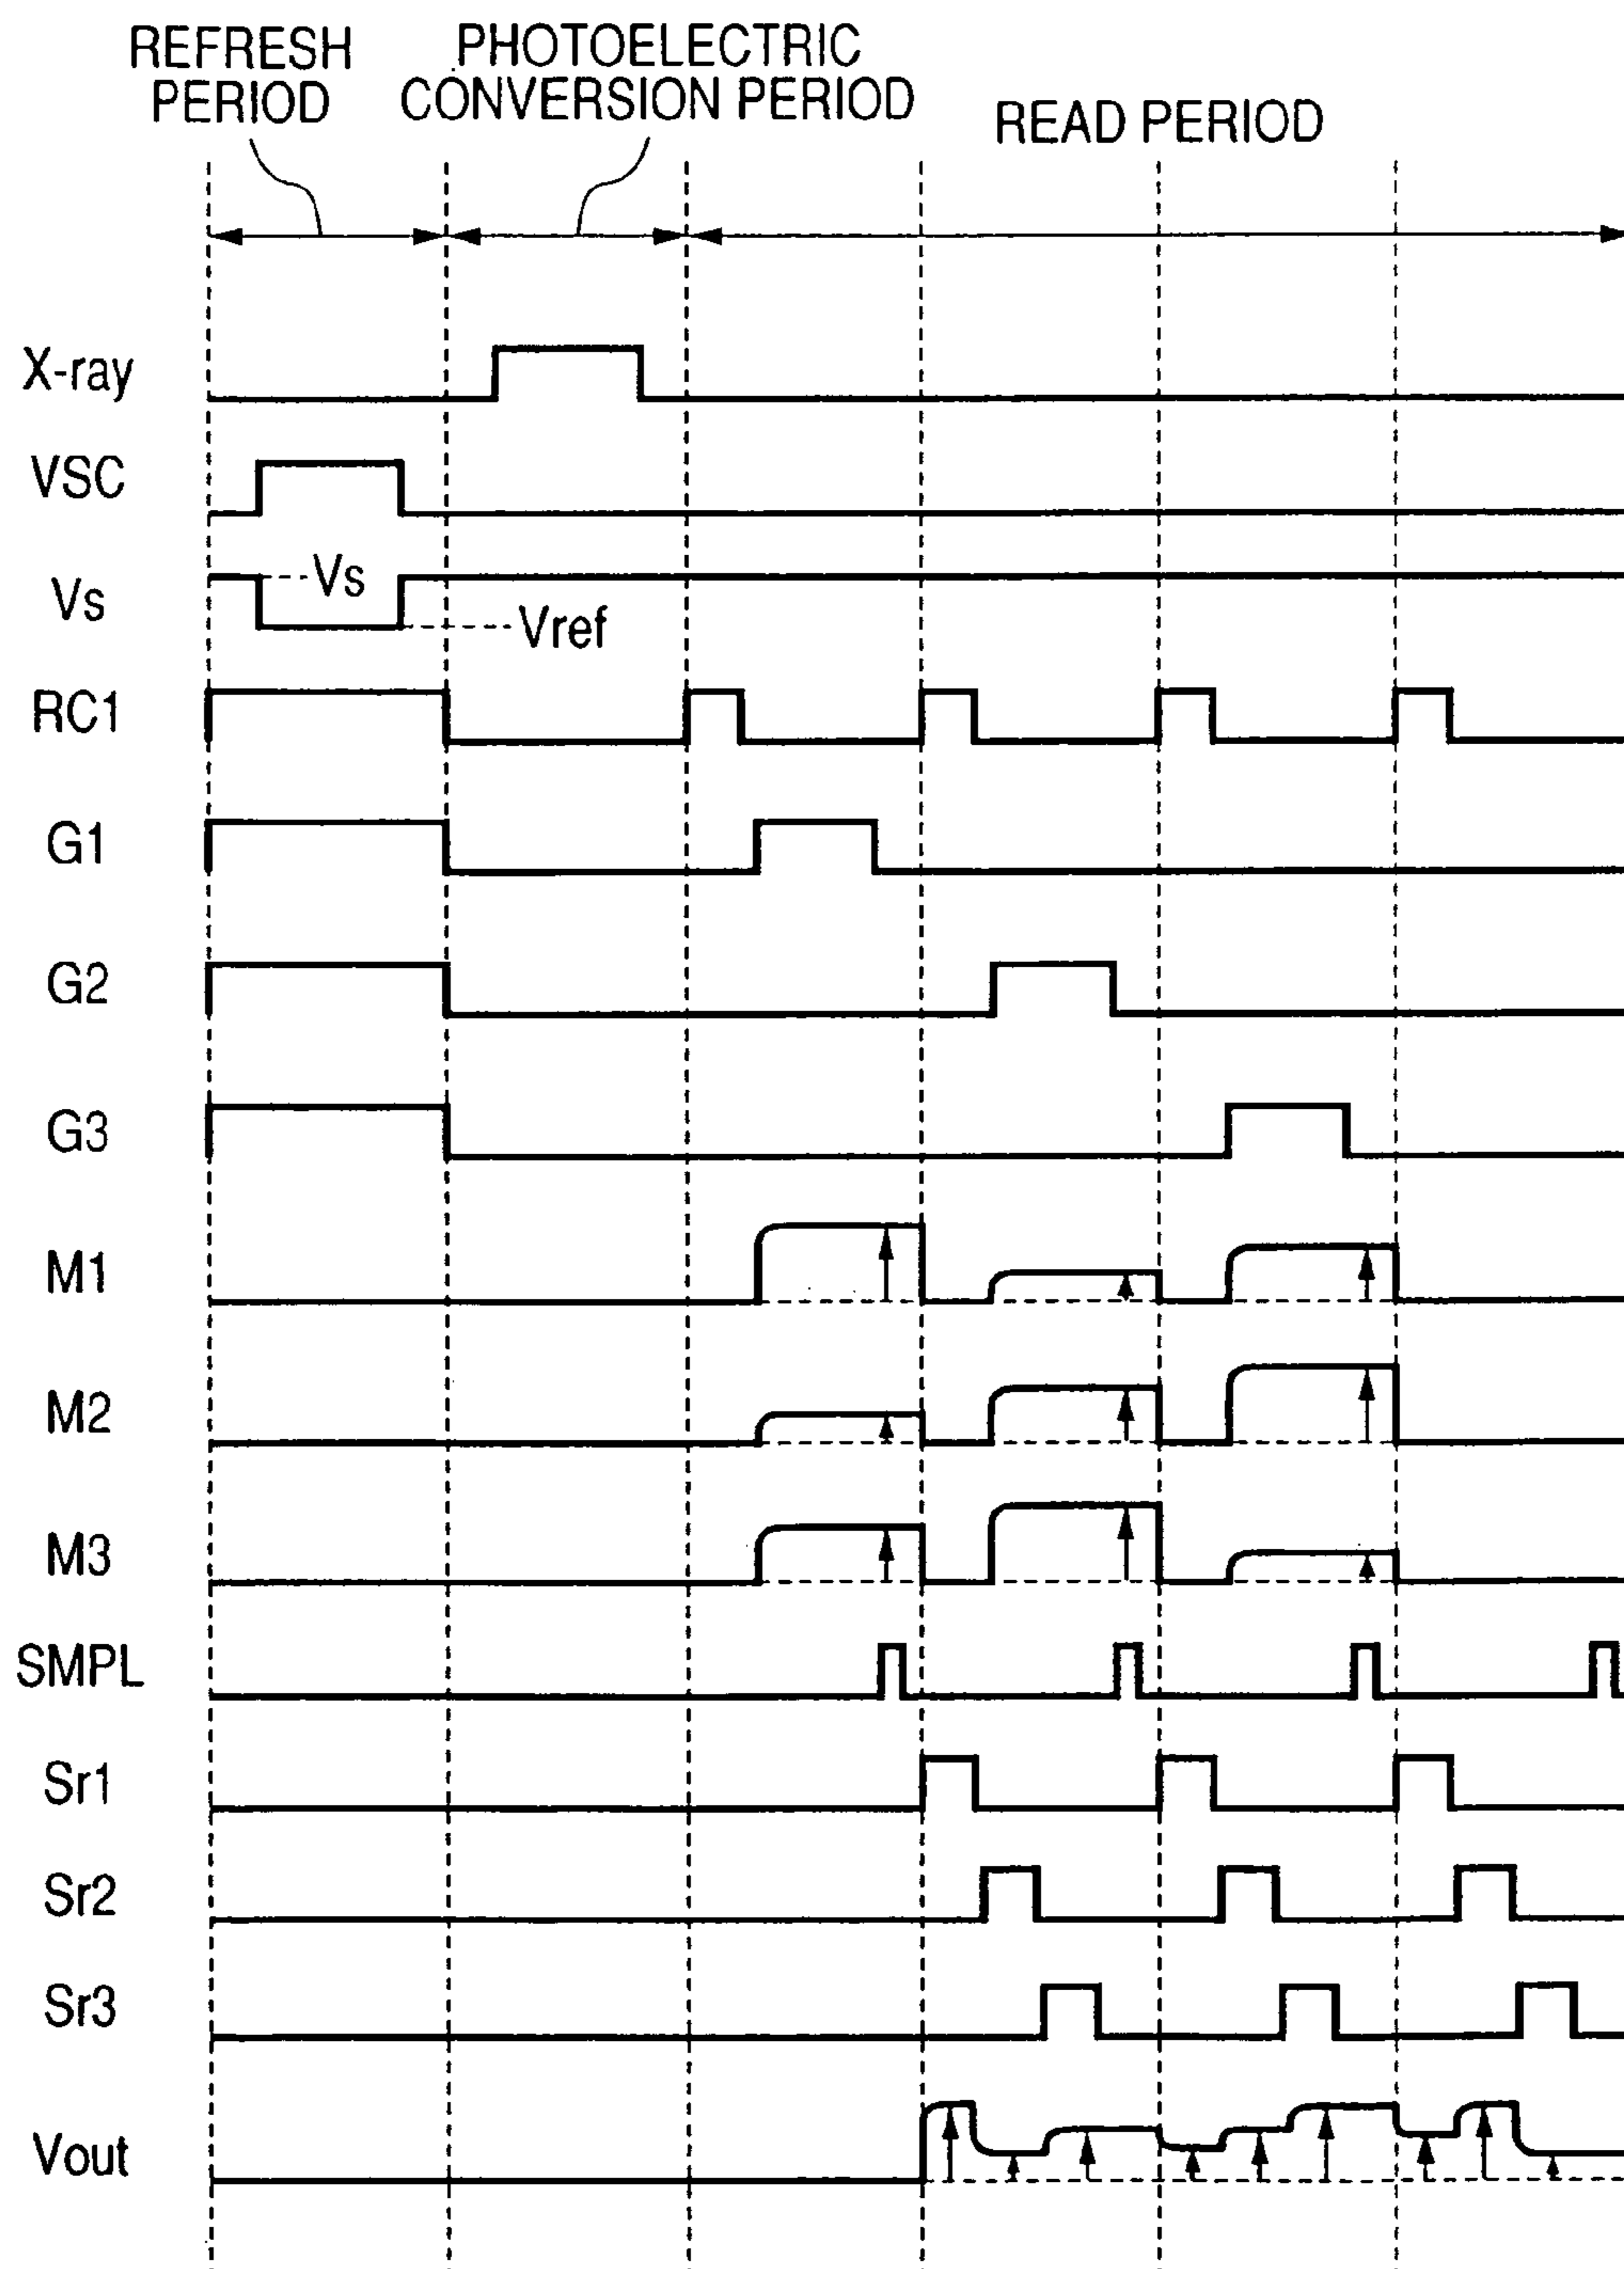 REFRESH
PERIOD
PHOTOELECTRIC
CONVERSION PERIOD
READ PERIOD
X-ray
VSC
Vs
Vs
Vref
RC1
G1
G2
G3
M1
M2
M3
SMPL
Sr1
Sr2
Sr3
Vout